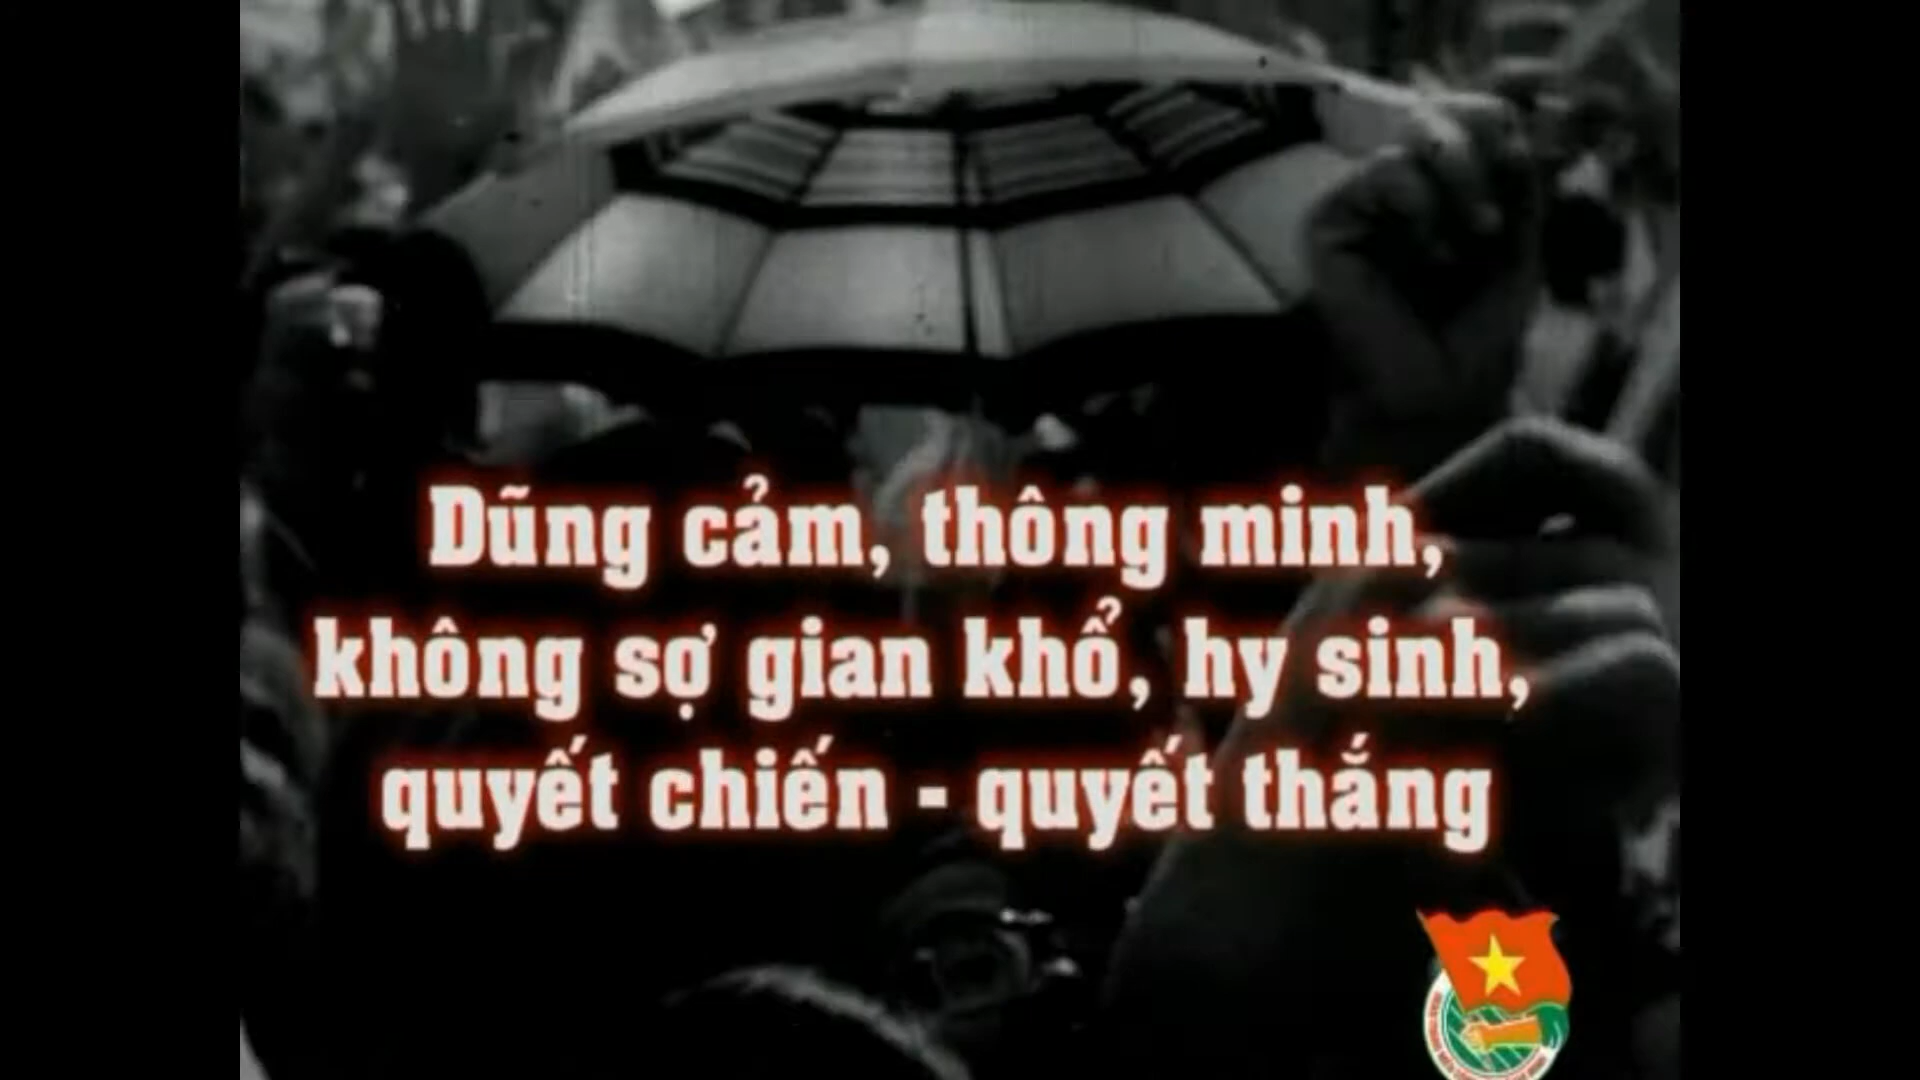 Dũng cảm, thông minh,
không sợ gian khổ, hy sinh,
quyết chiến - quyết thắng